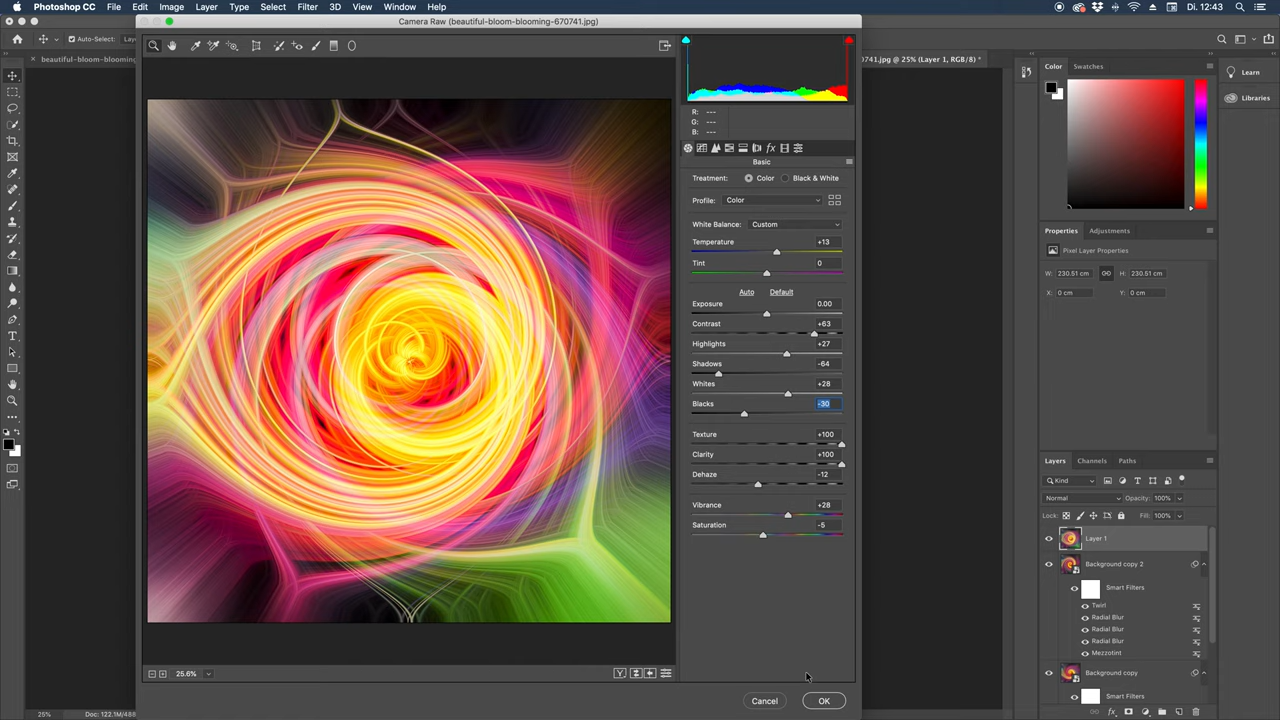 Photoshop CC File Edit Image Layer Type Select Filter 3D View Window Help
Di. 12:43
Camera Raw (beautiful-bloom-blooming-670741.jpg)
Auto-Select:
beautiful-bloom-blooming
741.jpg @ 25% (Layer 1, RGB/8) *
R: ---
G: ---
B: ---
Basic
Treatment: Color Black & White
Profile: Color
White Balance: Custom
Temperature +13
Tint 0
Auto Default
Exposure 0.00
Contrast +63
Highlights +27
Shadows -64
Whites +28
Blacks -30
Texture +100
Clarity +100
Dehaze -12
Vibrance +28
Saturation -5
25.6%
Cancel OK
Color Swatches
Learn
Libraries
Properties Adjustments
Pixel Layer Properties
W: 230.51 cm H: 230.51 cm
X: 0 cm Y: 0 cm
Layers Channels Paths
Kind
Normal Opacity: 100%
Lock: Fill: 100%
Layer 1
Background copy 2
Smart Filters
Twirl
Radial Blur
Radial Blur
Radial Blur
Mezzotint
Background copy
Smart Filters
25% Doc: 122.1M/488